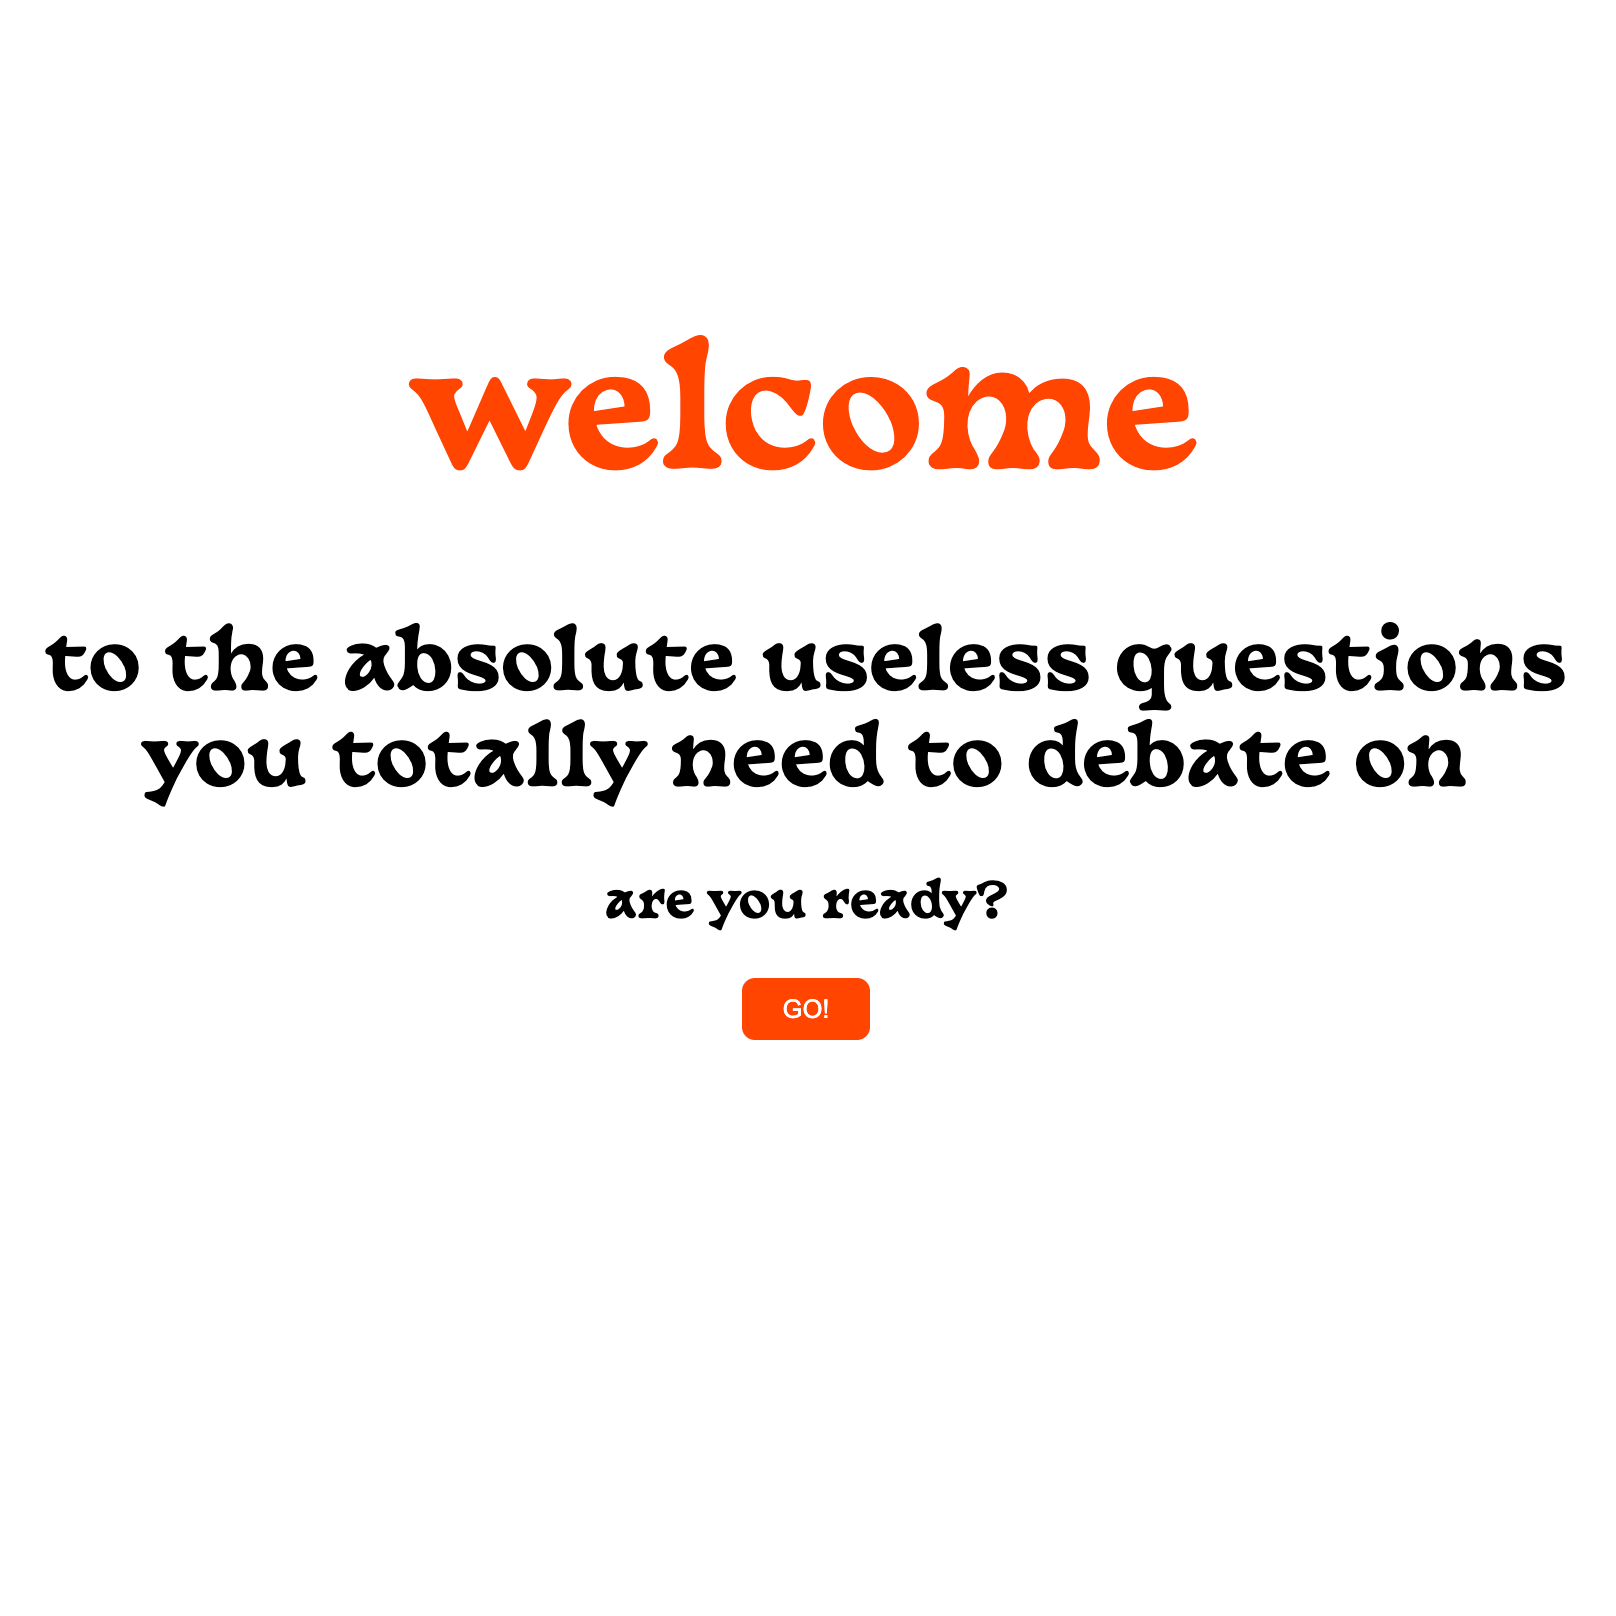 welcome
to the absolute useless questions
you totally need to debate on
are you ready?
GO!